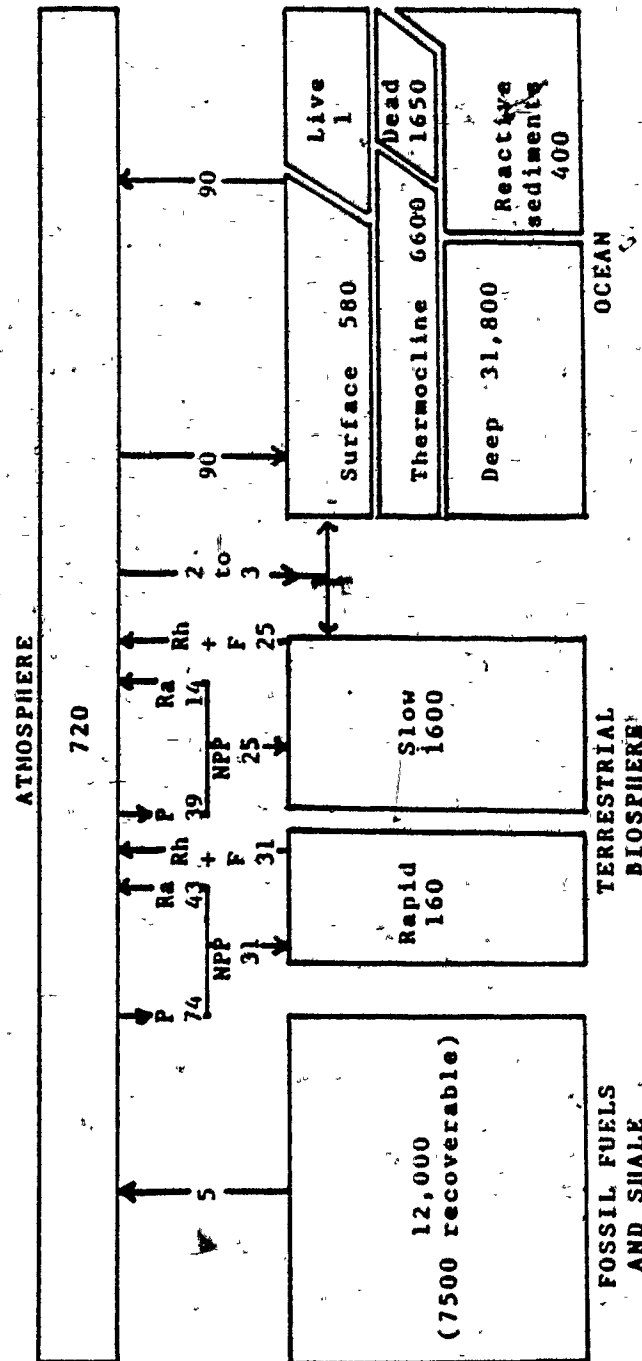 ATMOSPHERE
720
5
P
74
NPP
31
Ra
43
Rh
+
F
31
P
39
NPP
25
Ra
14
Rh
+
F
25
2
to
3
90
90
12,000
(7500 recoverable)
Rapid
160
Slow
1600
Surface 580
Live
1
Thermocline 6600
Dead
1650
Deep 31,800
Reactive
sediments
400
FOSSIL FUELS
AND SHALE
TERRESTRIAL
BIOSPHERE
OCEAN